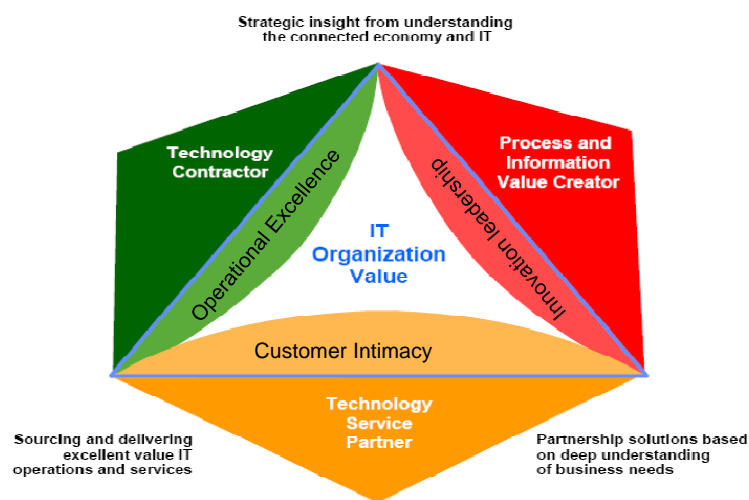 Strategic insight from understanding
the connected economy and IT
Technology
Contractor
Operational Excellence
Process and
Information
Value Creator
Innovation leadership
IT
Organization
Value
Customer Intimacy
Technology
Service
Partner
Sourcing and delivering
excellent value IT
operations and services
Partnership solutions based
on deep understanding
of business needs